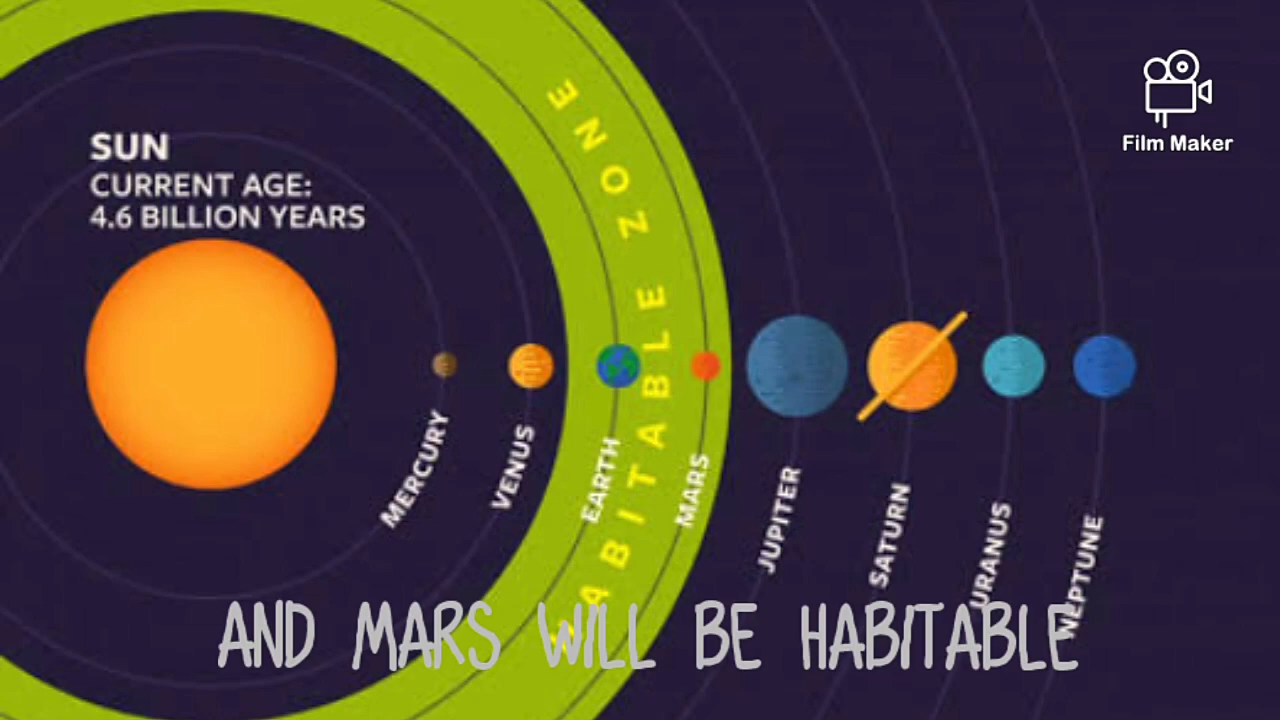 Film Maker
SUN
CURRENT AGE:
4.6 BILLION YEARS
HABITABLE ZONE
MERCURY
VENUS
EARTH
MARS
JUPITER
SATURN
URANUS
NEPTUNE
AND MARS WILL BE HABITABLE